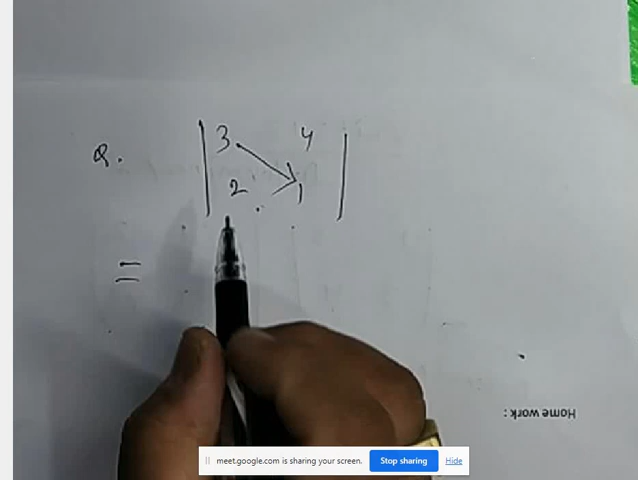 Q. | 3 4 |
| 2 1 |
=
Home work :
meet.google.com is sharing your screen. Stop sharing Hide